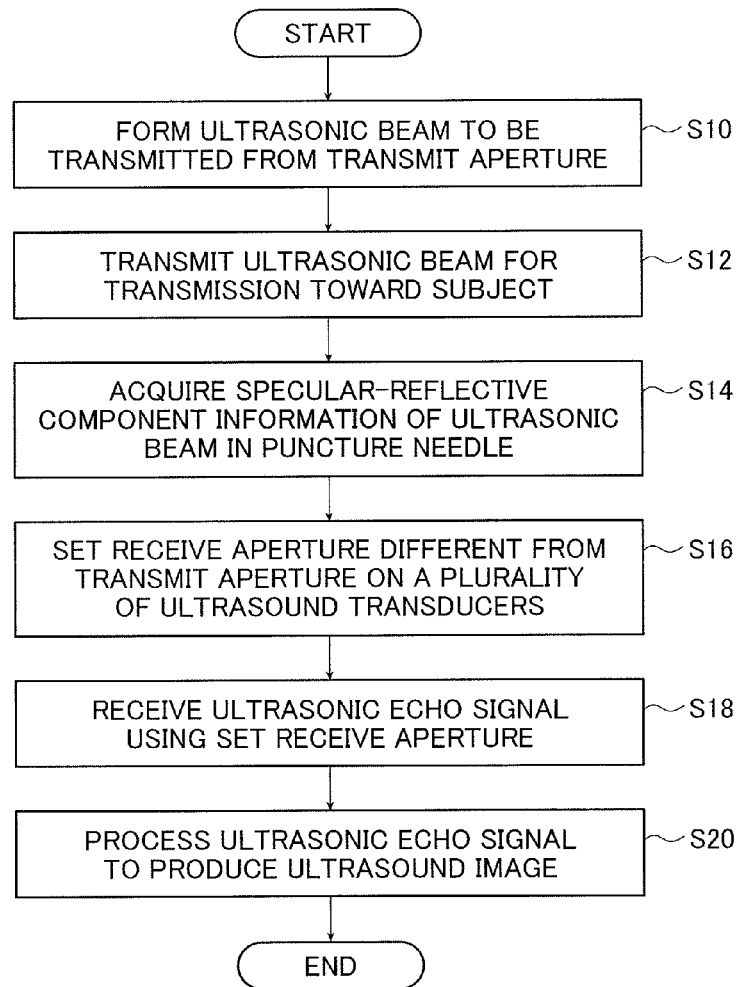 START
FORM ULTRASONIC BEAM TO BE
TRANSMITTED FROM TRANSMIT APERTURE
S10
TRANSMIT ULTRASONIC BEAM FOR
TRANSMISSION TOWARD SUBJECT
S12
ACQUIRE SPECULAR-REFLECTIVE
COMPONENT INFORMATION OF ULTRASONIC
BEAM IN PUNCTURE NEEDLE
S14
SET RECEIVE APERTURE DIFFERENT FROM
TRANSMIT APERTURE ON A PLURALITY
OF ULTRASOUND TRANSDUCERS
S16
RECEIVE ULTRASONIC ECHO SIGNAL
USING SET RECEIVE APERTURE
S18
PROCESS ULTRASONIC ECHO SIGNAL
TO PRODUCE ULTRASOUND IMAGE
S20
END